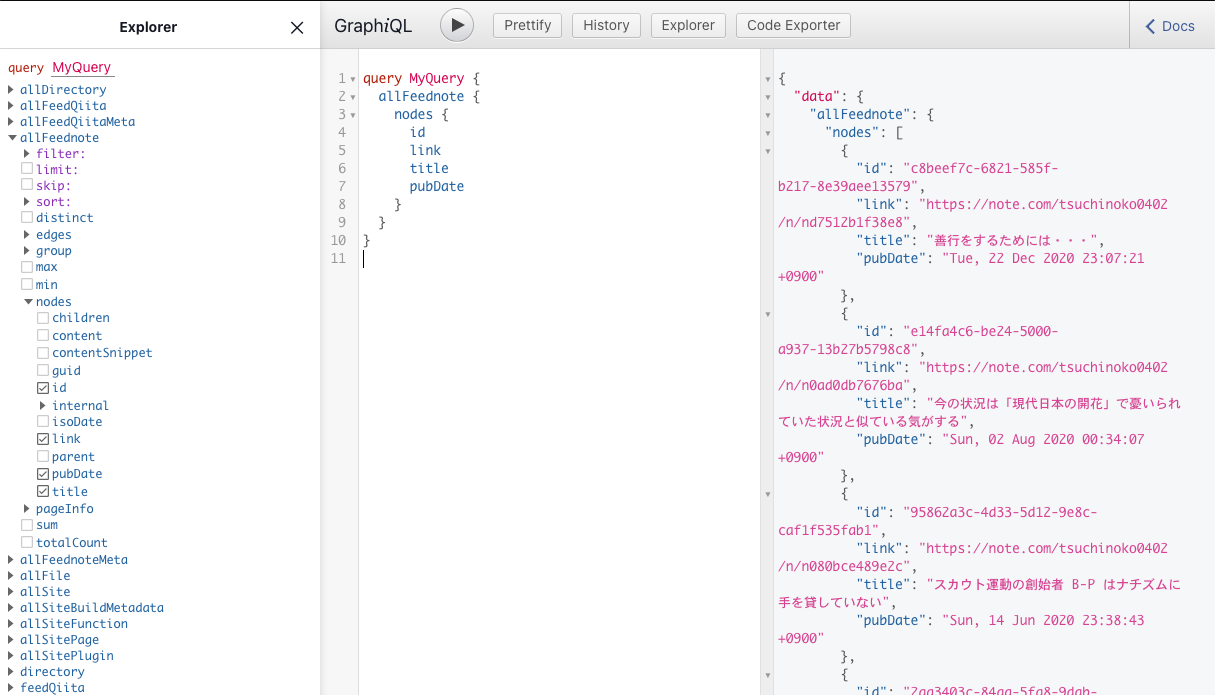 Explorer
query MyQuery
allDirectory
allFeedQiita
allFeedQiitaMeta
allFeednote
filter:
limit:
skip:
sort:
distinct
edges
group
max
min
nodes
children
content
contentSnippet
guid
id
internal
isoDate
link
parent
pubDate
title
pageInfo
sum
totalCount
allFeednoteMeta
allFile
allSite
allSiteBuildMetadata
allSiteFunction
allSitePage
allSitePlugin
directory
feedQiita
GraphiQL
Prettify
History
Explorer
Code Exporter
Docs
1 query MyQuery {
2 allFeednote {
3 nodes {
4 id
5 link
6 title
7 pubDate
8 }
9 }
10 }
11
{
"data": {
"allFeednote": {
"nodes": [
{
"id": "c8beef7c-6821-585f-
b217-8e39aee13579",
"link": "https://note.com/tsuchinoko0402
/n/nd7512b1f38e8",
"title": "善行をするためには・・・",
"pubDate": "Tue, 22 Dec 2020 23:07:21
+0900"
},
{
"id": "e14fa4c6-be24-5000-
a937-13b27b5798c8",
"link": "https://note.com/tsuchinoko0402
/n/n0ad0db7676ba",
"title": "今の状況は「現代日本の開花」で憂いられ
ていた状況と似ている気がする",
"pubDate": "Sun, 02 Aug 2020 00:34:07
+0900"
},
{
"id": "95862a3c-4d33-5d12-9e8c-
caf1f535fab1",
"link": "https://note.com/tsuchinoko0402
/n/n080bce489e2c",
"title": "スカウト運動の創始者 B-P はナチズムに
手を貸していない",
"pubDate": "Sun, 14 Jun 2020 23:38:43
+0900"
},
{
"id":